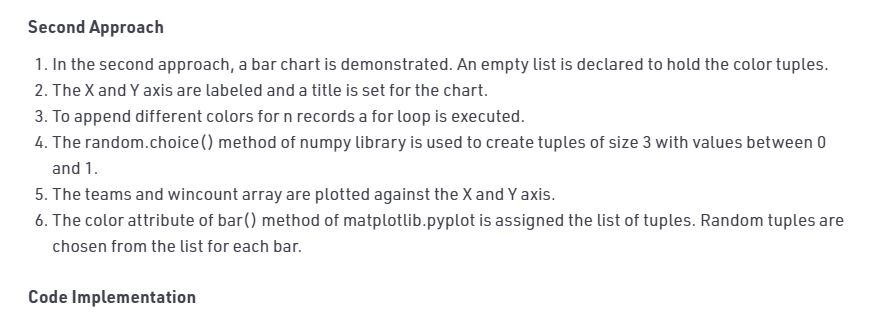 Second Approach
1. In the second approach, a bar chart is demonstrated. An empty list is declared to hold the color tuples.
2. The X and Y axis are labeled and a title is set for the chart.
3. To append different colors for n records a for loop is executed.
4. The random.choice() method of numpy library is used to create tuples of size 3 with values between 0
and 1.
5. The teams and wincount array are plotted against the X and Y axis.
6. The color attribute of bar() method of matplotlib.pyplot is assigned the list of tuples. Random tuples are
chosen from the list for each bar.
Code Implementation